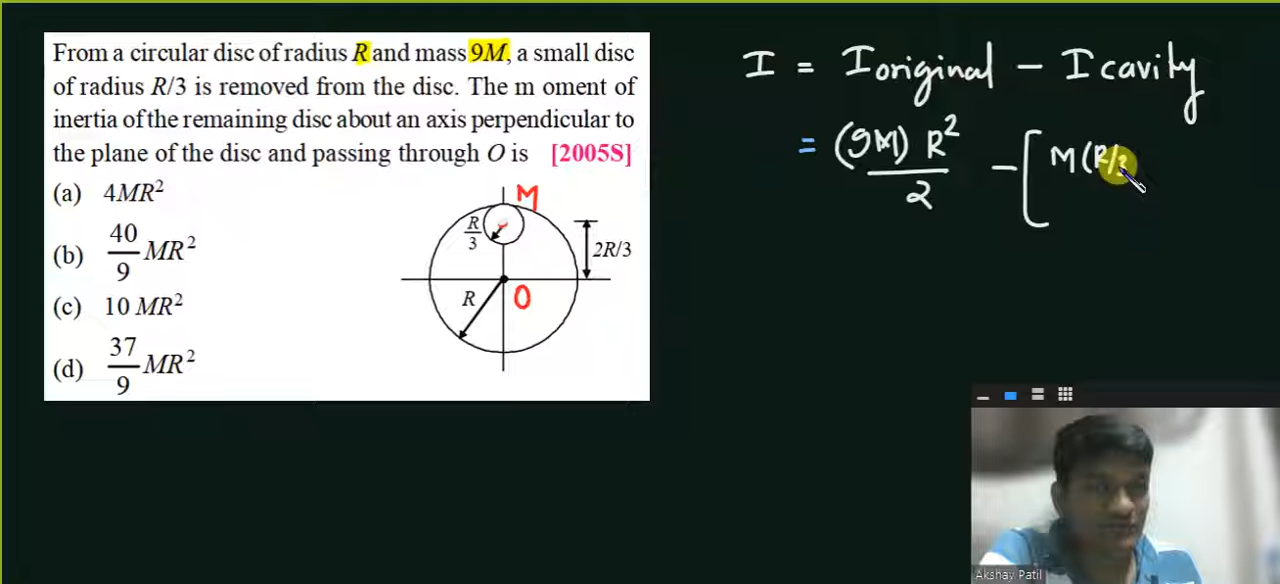 From a circular disc of radius R and mass 9M, a small disc
of radius R/3 is removed from the disc. The m oment of
inertia of the remaining disc about an axis perpendicular to
the plane of the disc and passing through O is [2005S]
(a) 4MR²
(b) 40/9 MR²
(c) 10 MR²
(d) 37/9 MR²
M
R/3
2R/3
R
O
I = Ioriginal - Icavity
= (9M) R²/2 - [M(R/3
Akshay Patil